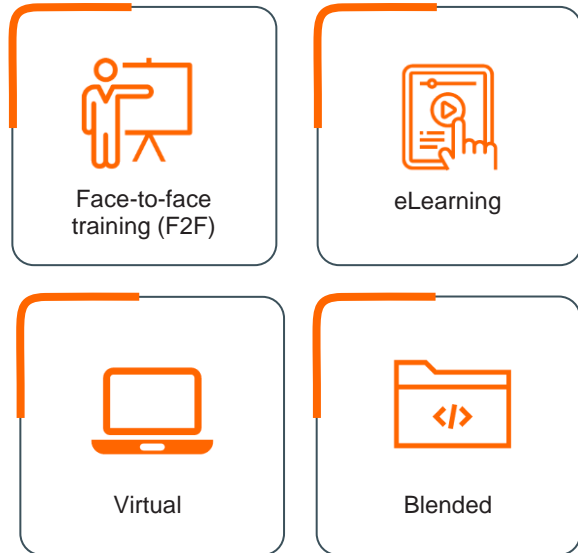 Face-to-face
training (F2F)
eLearning
Virtual
Blended